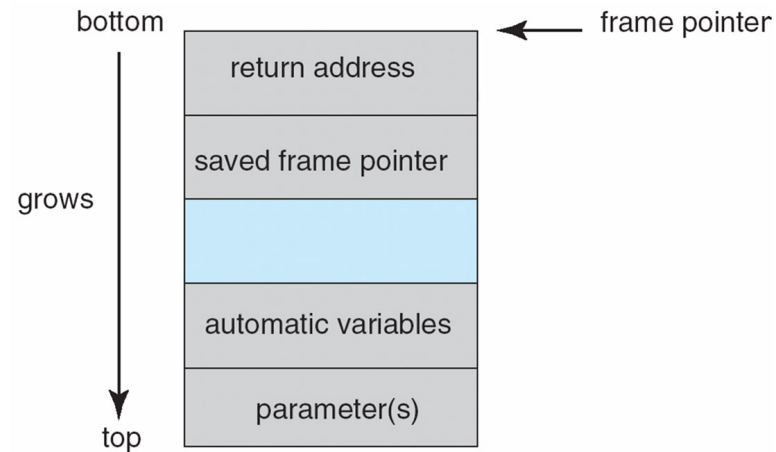 bottom
frame pointer
return address
saved frame pointer
grows
automatic variables
parameter(s)
top